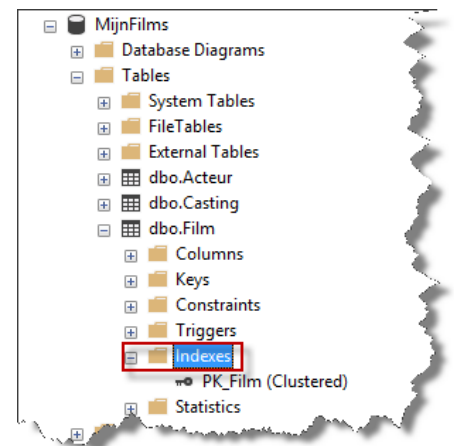 MijnFilms
Database Diagrams
Tables
System Tables
FileTables
External Tables
dbo.Acteur
dbo.Casting
dbo.Film
Columns
Keys
Constraints
Triggers
Indexes
PK_Film (Clustered)
Statistics